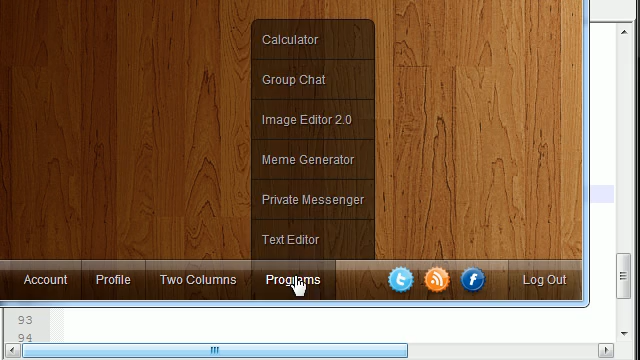 Calculator
Group Chat
Image Editor 2.0
Meme Generator
Private Messenger
Text Editor
Account Profile Two Columns Programs Log Out
93
94